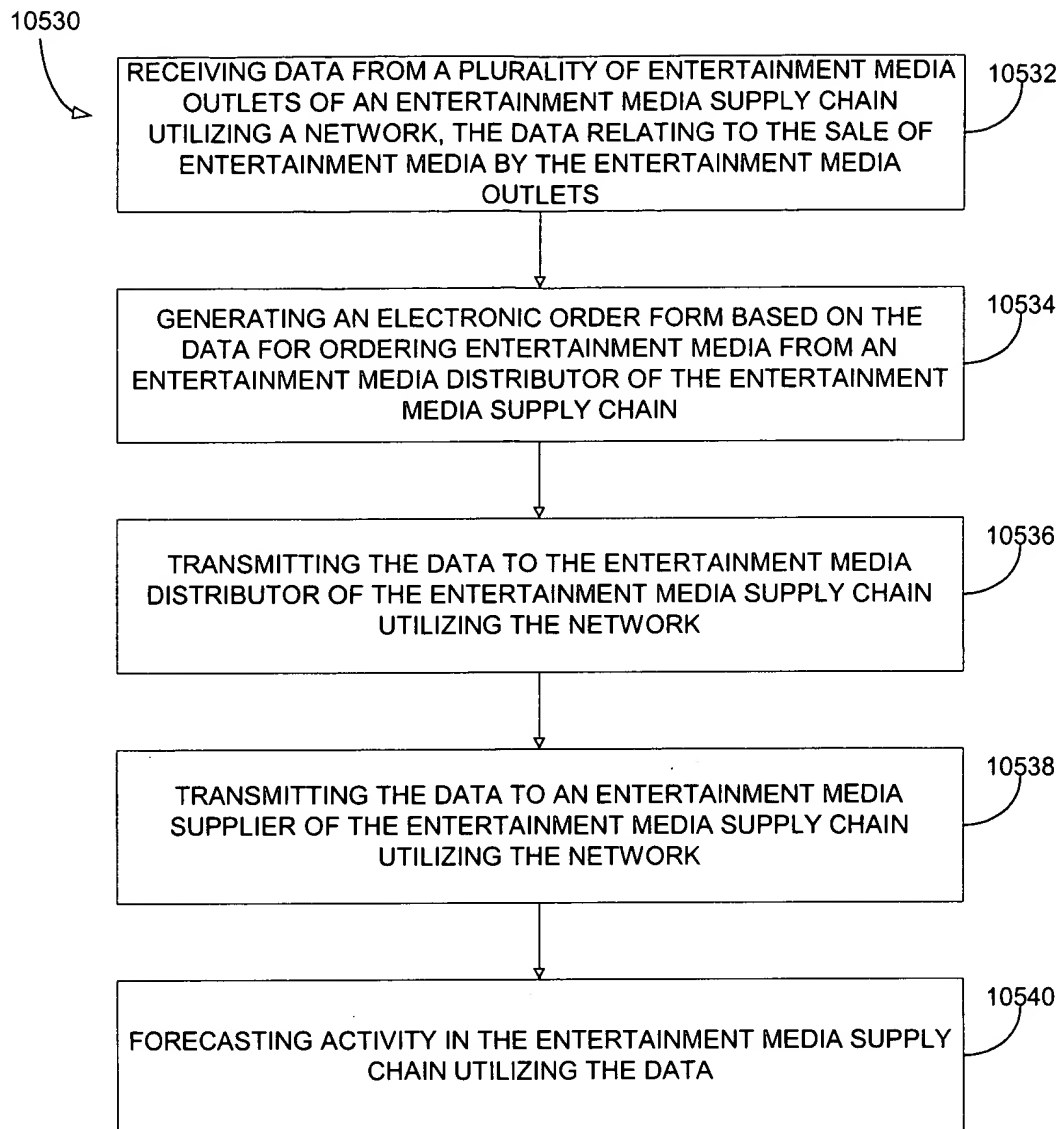 10530
RECEIVING DATA FROM A PLURALITY OF ENTERTAINMENT MEDIA
OUTLETS OF AN ENTERTAINMENT MEDIA SUPPLY CHAIN
UTILIZING A NETWORK, THE DATA RELATING TO THE SALE OF
ENTERTAINMENT MEDIA BY THE ENTERTAINMENT MEDIA
OUTLETS
10532
GENERATING AN ELECTRONIC ORDER FORM BASED ON THE
DATA FOR ORDERING ENTERTAINMENT MEDIA FROM AN
ENTERTAINMENT MEDIA DISTRIBUTOR OF THE ENTERTAINMENT
MEDIA SUPPLY CHAIN
10534
TRANSMITTING THE DATA TO THE ENTERTAINMENT MEDIA
DISTRIBUTOR OF THE ENTERTAINMENT MEDIA SUPPLY CHAIN
UTILIZING THE NETWORK
10536
TRANSMITTING THE DATA TO AN ENTERTAINMENT MEDIA
SUPPLIER OF THE ENTERTAINMENT MEDIA SUPPLY CHAIN
UTILIZING THE NETWORK
10538
FORECASTING ACTIVITY IN THE ENTERTAINMENT MEDIA SUPPLY
CHAIN UTILIZING THE DATA
10540